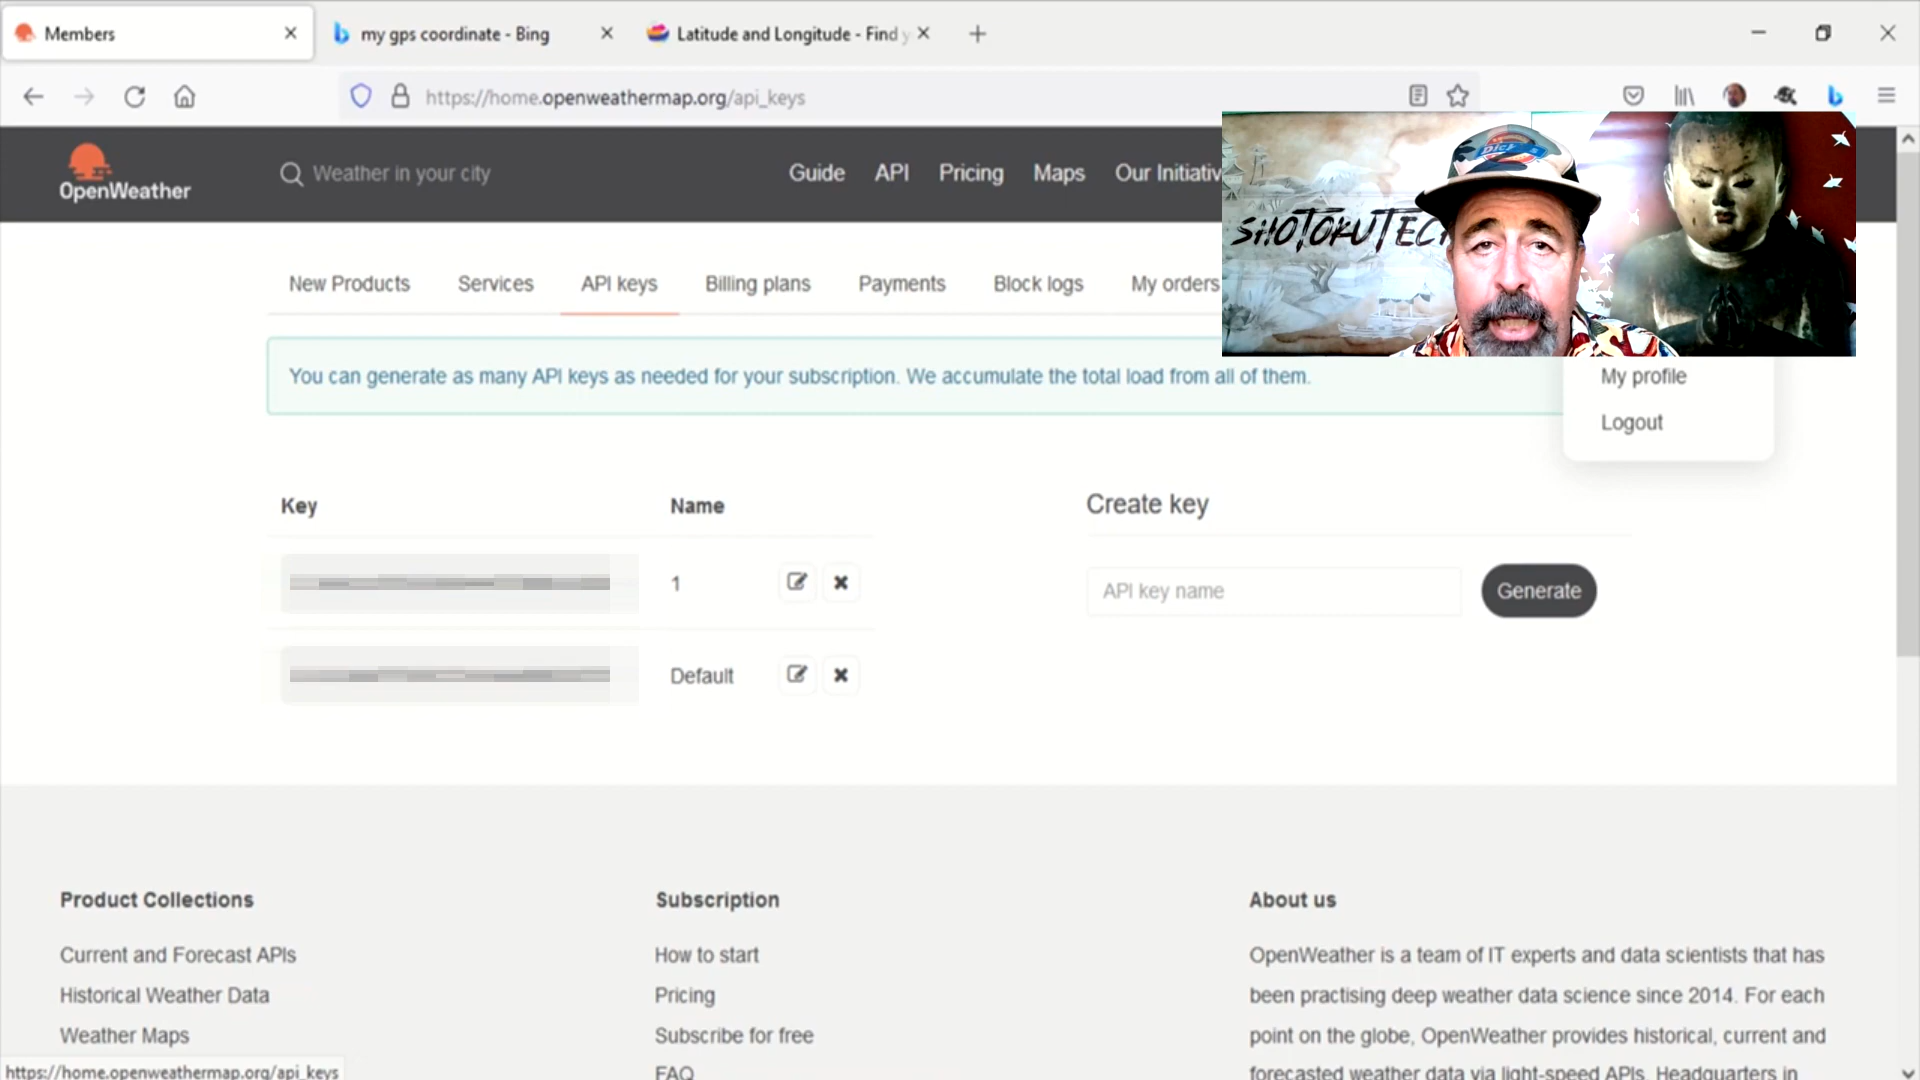 Members
my gps coordinate - Bing
Latitude and Longitude - Find y
https://home.openweathermap.org/api_keys
OpenWeather
Weather in your city
Guide
API
Pricing
Maps
Our Initiativ
SHOTOKUTEC
New Products
Services
API keys
Billing plans
Payments
Block logs
My orders
You can generate as many API keys as needed for your subscription. We accumulate the total load from all of them.
My profile
Logout
Key
Name
Create key
1
API key name
Generate
Default
Product Collections
Subscription
About us
Current and Forecast APIs
How to start
OpenWeather is a team of IT experts and data scientists that has
Historical Weather Data
Pricing
been practising deep weather data science since 2014. For each
Weather Maps
Subscribe for free
point on the globe, OpenWeather provides historical, current and
https://home.openweathermap.org/api_keys
FAQ
forecasted weather data via light-speed APIs. Headquarters in